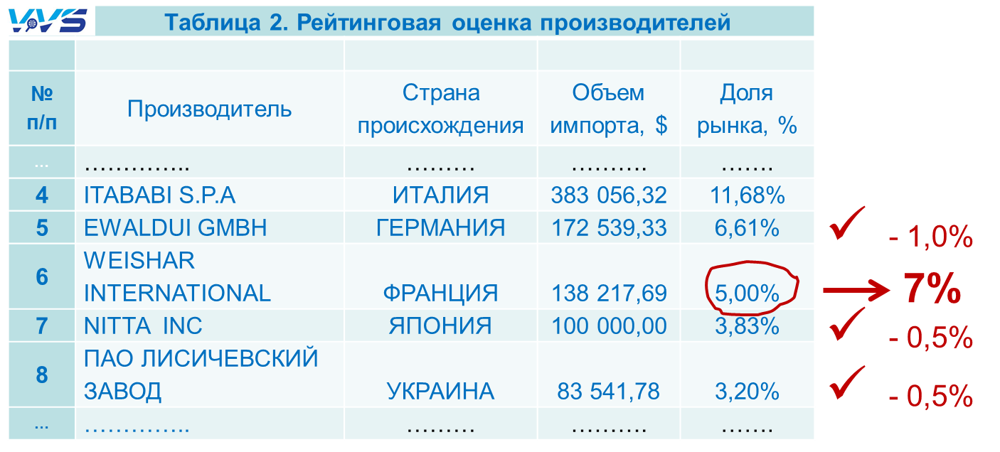 VVS
Таблица 2. Рейтинговая оценка производителей
№ п/п Производитель Страна происхождения Объем импорта, $ Доля рынка, %
... ………….. ……… ………. …….
4 ITABABI S.P.A ИТАЛИЯ 383 056,32 11,68%
5 EWALDUI GMBH ГЕРМАНИЯ 172 539,33 6,61% - 1,0%
6 WEISHAR INTERNATIONAL ФРАНЦИЯ 138 217,69 5,00% 7%
7 NITTA INC ЯПОНИЯ 100 000,00 3,83% - 0,5%
8 ПАО ЛИСИЧЕВСКИЙ ЗАВОД УКРАИНА 83 541,78 3,20% - 0,5%
... ………….. ……… ………. …….